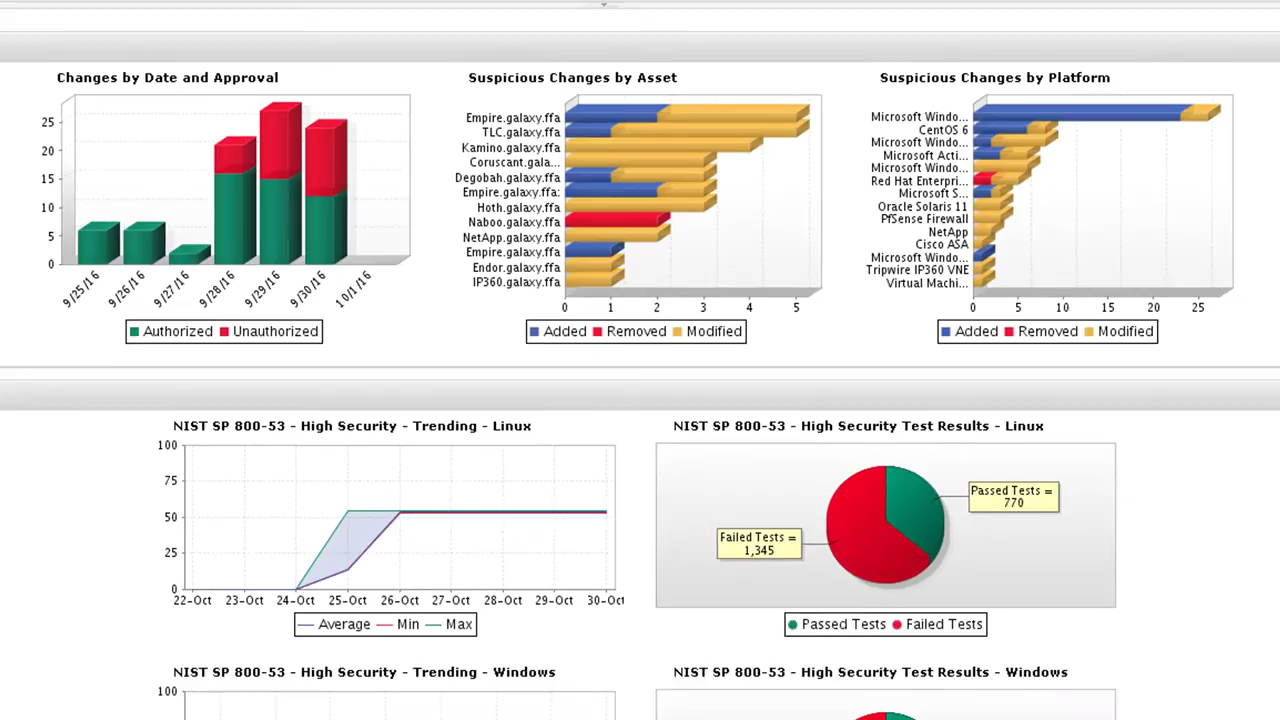 Changes by Date and Approval
25
20
15
10
5
0
9/25/16
9/26/16
9/27/16
9/28/16
9/29/16
9/30/16
10/1/16
Authorized Unauthorized
Suspicious Changes by Asset
Empire.galaxy.ffa
TLC.galaxy.ffa
Kamino.galaxy.ffa
Coruscant.gala...
Degobah.galaxy.ffa
Empire.galaxy.ffa:
Hoth.galaxy.ffa
Naboo.galaxy.ffa
NetApp.galaxy.ffa
Empire.galaxy.ffa
Endor.galaxy.ffa
IP360.galaxy.ffa
0 1 2 3 4 5
Added Removed Modified
Suspicious Changes by Platform
Microsoft Windo...
CentOS 6
Microsoft Windo...
Microsoft Acti...
Microsoft Windo...
Red Hat Enterpri...
Microsoft S...
Oracle Solaris 11
PfSense Firewall
NetApp
Cisco ASA
Microsoft Windo...
Tripwire IP360 VNE
Virtual Machi...
0 5 10 15 20 25
Added Removed Modified
NIST SP 800-53 - High Security - Trending - Linux
100
75
50
25
0
22-Oct 23-Oct 24-Oct 25-Oct 26-Oct 27-Oct 28-Oct 29-Oct 30-Oct
Average Min Max
NIST SP 800-53 - High Security Test Results - Linux
Passed Tests =
770
Failed Tests =
1,345
Passed Tests Failed Tests
NIST SP 800-53 - High Security - Trending - Windows
100
NIST SP 800-53 - High Security Test Results - Windows